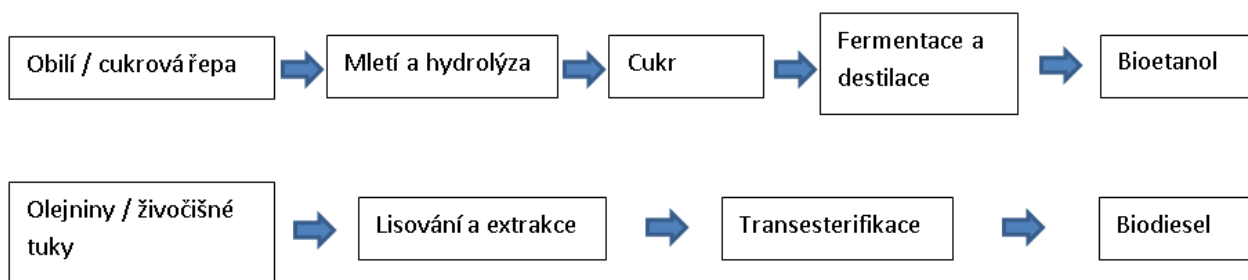 Obilí / cukrová řepa
Mletí a hydrolýza
Cukr
Fermentace a
destilace
Bioetanol
Olejniny / živočišné
tuky
Lisování a extrakce
Transesterifikace
Biodiesel